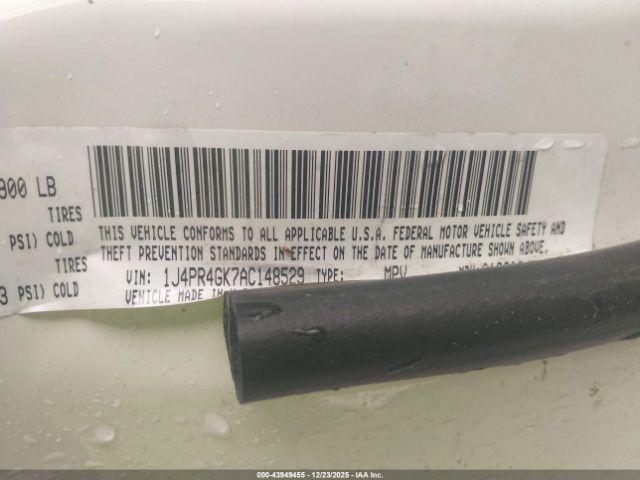 800 LB
TIRES
PSI) COLD
TIRES
3 PSI) COLD
THIS VEHICLE CONFORMS TO ALL APPLICABLE U.S.A. FEDERAL MOTOR VEHICLE SAFETY AND
THEFT PREVENTION STANDARDS IN EFFECT ON THE DATE OF MANUFACTURE SHOWN ABOVE.
VIN: 1J4PR4GK7AC148529 TYPE: MPV
VEHICLE MADE IN
000-43949455 | 12/23/2025 - IAA Inc.